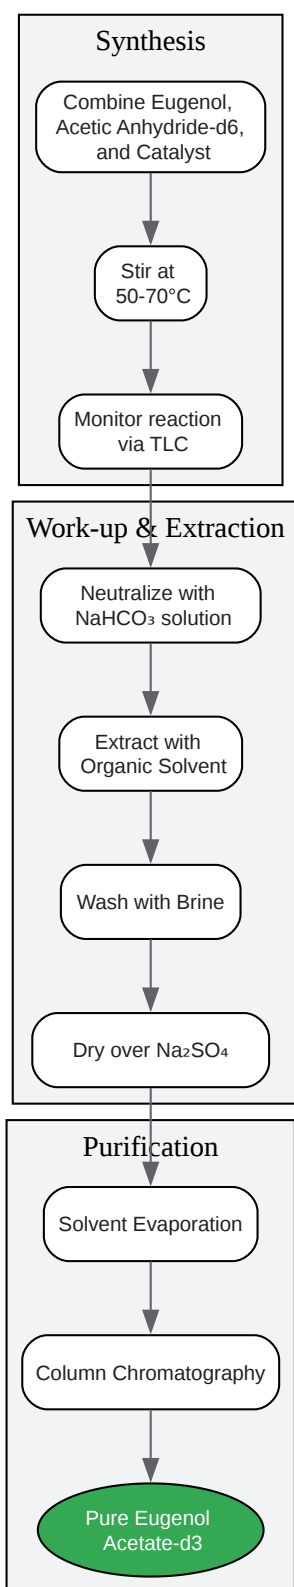 Synthesis
Combine Eugenol,
Acetic Anhydride-d6,
and Catalyst
Stir at
50-70°C
Monitor reaction
via TLC
Work-up & Extraction
Neutralize with
NaHCO₃ solution
Extract with
Organic Solvent
Wash with Brine
Dry over Na₂SO₄
Purification
Solvent Evaporation
Column Chromatography
Pure Eugenol
Acetate-d3